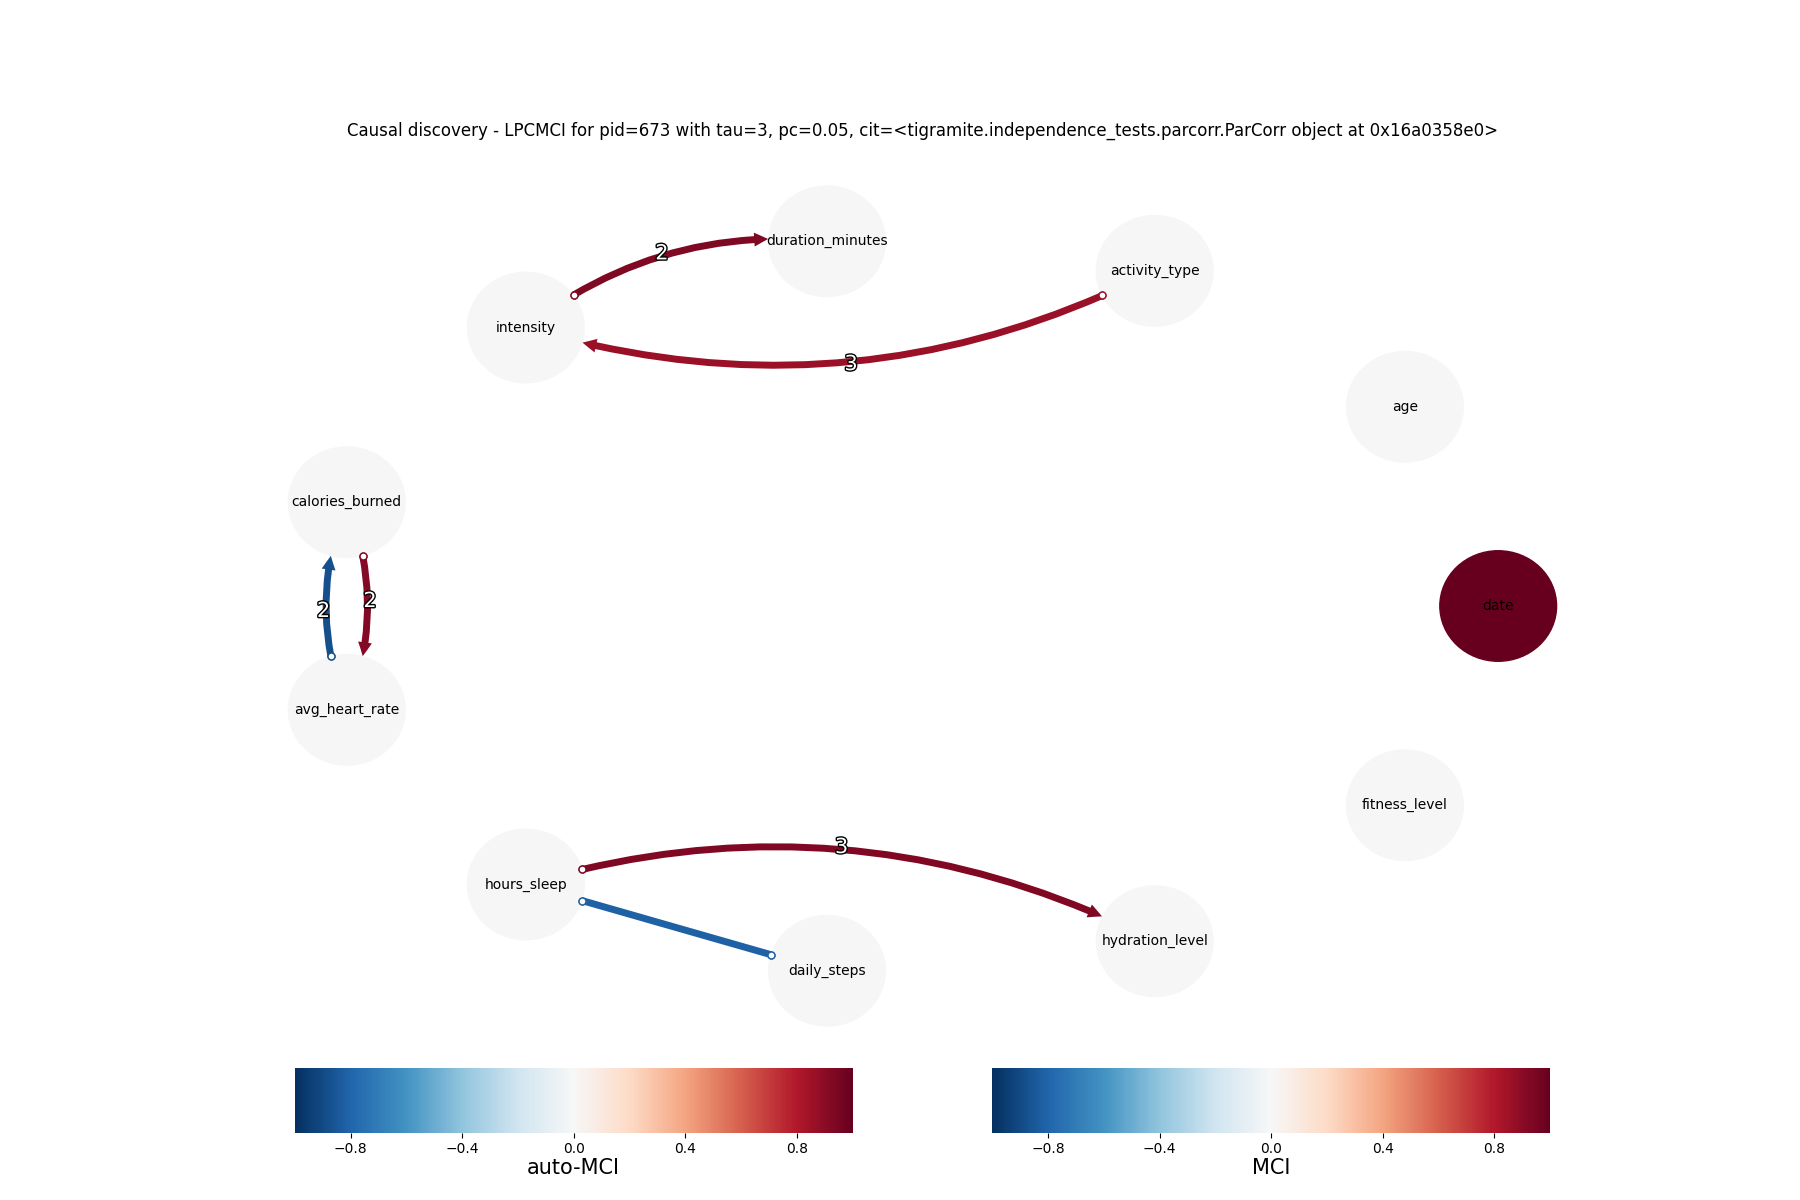 Causal discovery - LPCMCI for pid=673 with tau=3, pc=0.05, cit=<tigramite.independence_tests.parcorr.ParCorr object at 0x16a0358e0>
duration_minutes
2
activity_type
intensity
3
age
calories_burned
date
2
2
avg_heart_rate
fitness_level
3
hours_sleep
hydration_level
daily_steps
−0.8 −0.4 0.0 0.4 0.8
auto-MCI
−0.8 −0.4 0.0 0.4 0.8
MCI